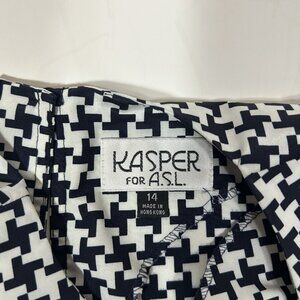 KASPER
FOR A.S.L.
14
MADE IN
HONG KONG